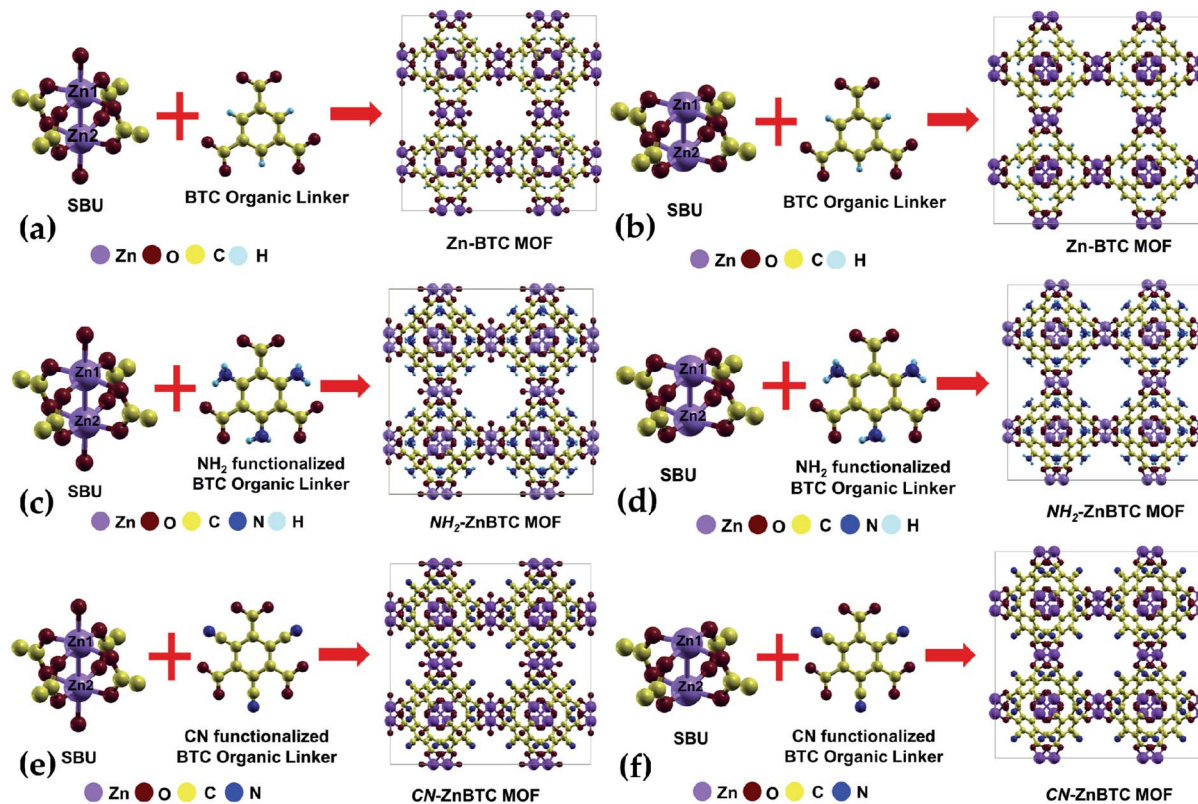 Zn1
Zn2
SBU
BTC Organic Linker
Zn-BTC MOF
(a)
Zn O C H
Zn1
Zn2
SBU
BTC Organic Linker
Zn-BTC MOF
(b)
Zn O C H
Zn1
Zn2
SBU
NH₂ functionalized
BTC Organic Linker
NH₂-ZnBTC MOF
(c)
Zn O C N H
Zn1
Zn2
SBU
NH₂ functionalized
BTC Organic Linker
NH₂-ZnBTC MOF
(d)
Zn O C N H
Zn1
Zn2
SBU
CN functionalized
BTC Organic Linker
CN-ZnBTC MOF
(e)
Zn O C N
Zn1
Zn2
SBU
CN functionalized
BTC Organic Linker
CN-ZnBTC MOF
(f)
Zn O C N